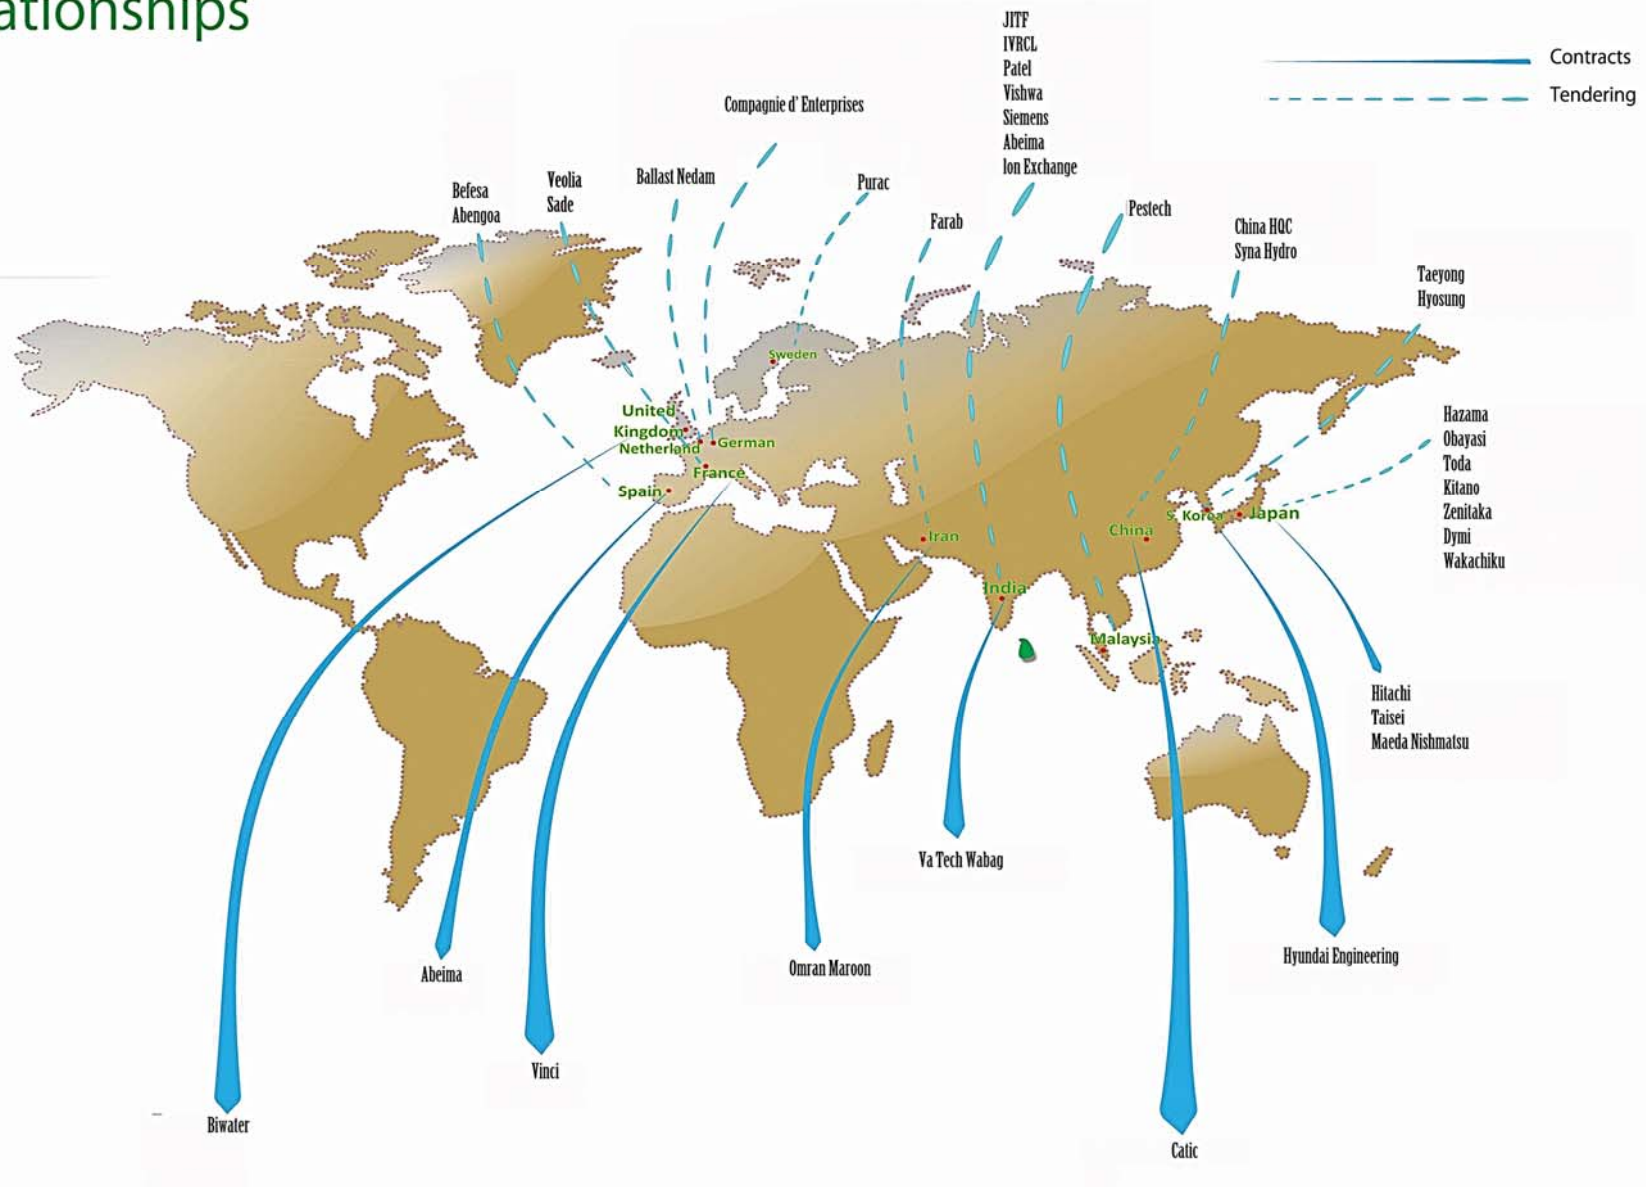 ationships
Contracts
Tendering
JITF
IVRCL
Patel
Vishwa
Siemens
Abeima
Ion Exchange
Compagnie d' Enterprises
Befesa
Abengoa
Veolia
Sade
Ballast Nedam
Purac
Farab
Pestech
China HQC
Syna Hydro
Taeyong
Hyosung
Hazama
Obayasi
Toda
Kitano
Zenitaka
Dymi
Wakachiku
Sweden
United
Kingdom
Netherland
German
France
Spain
Iran
India
China
S. Korea
Japan
Malaysia
Hitachi
Taisei
Maeda Nishmatsu
Va Tech Wabag
Hyundai Engineering
Omran Maroon
Abeima
Vinci
Biwater
Catic